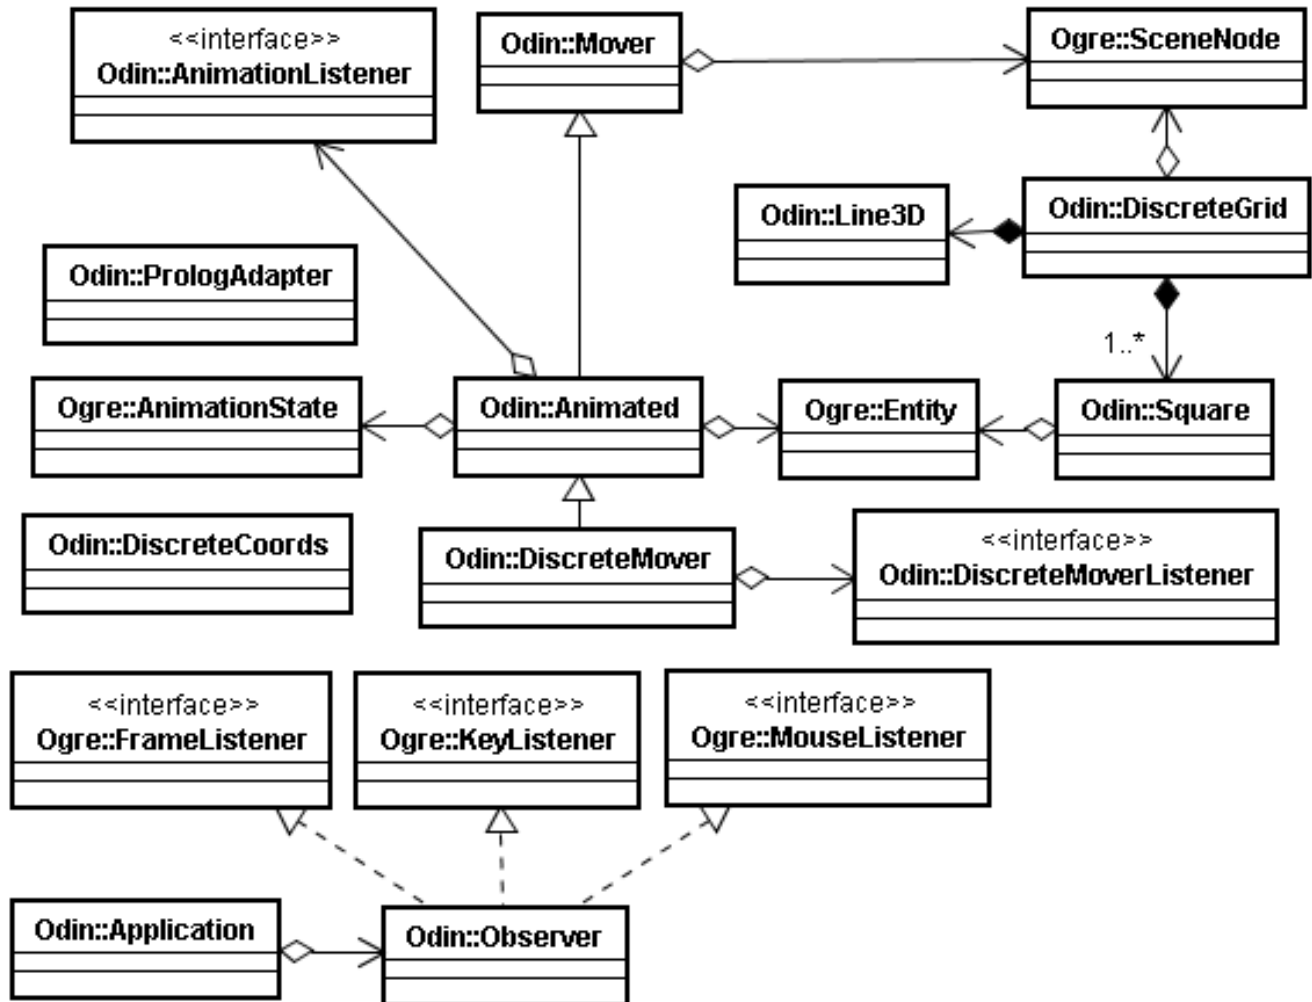 <<interface>>
Odin::AnimationListener
Odin::Mover
Ogre::SceneNode
Odin::Line3D
Odin::DiscreteGrid
Odin::PrologAdapter
1..*
Ogre::AnimationState
Odin::Animated
Ogre::Entity
Odin::Square
Odin::DiscreteCoords
Odin::DiscreteMover
<<interface>>
Odin::DiscreteMoverListener
<<interface>>
Ogre::FrameListener
<<interface>>
Ogre::KeyListener
<<interface>>
Ogre::MouseListener
Odin::Application
Odin::Observer